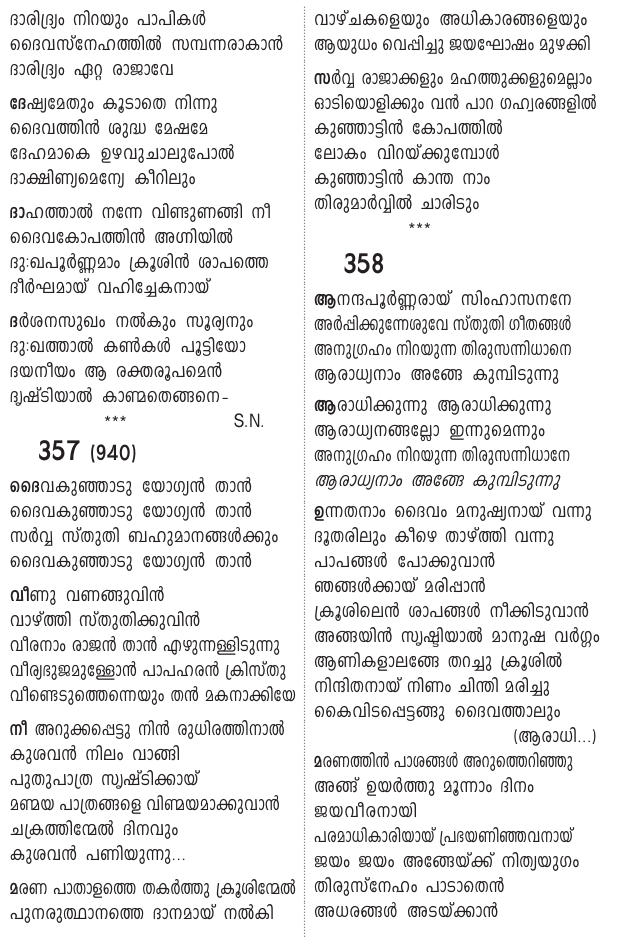 ദാരിദ്ര്യം നിറയും പാപികൾ
ദൈവസ്നേഹത്തിൽ സമ്പന്നരാകാൻ
ദാരിദ്ര്യം ഏറ്റ രാജാവേ
ദേഷ്യമേതും കൂടാതെ നിന്നു
ദൈവത്തിൻ ശുദ്ധ മേഷമേ
ദേഹമാകെ ഉഴവുചാലുപോൽ
ദാക്ഷിണ്യമെന്യേ കീറിലും
ദാഹത്താൽ നന്നേ വിണ്ടുണങ്ങി നീ
ദൈവകോപത്തിൻ അഗ്നിയിൽ
ദു:ഖപൂർണ്ണമാം ക്രൂശിൻ ശാപത്തെ
ദീർഘമായ് വഹിച്ചേകനായ്
ദർശനസുഖം നൽകും സൂര്യനും
ദു:ഖത്താൽ കൺകൾ പൂട്ടിയോ
ദയനീയം ആ രക്തരൂപമെൻ
ദൃഷ്ടിയാൽ കാണ്മതെങ്ങനെ-
*** S.N.
357 (940)
ദൈവകുഞ്ഞാടു യോഗ്യൻ താൻ
ദൈവകുഞ്ഞാടു യോഗ്യൻ താൻ
സർവ്വ സ്തുതി ബഹുമാനങ്ങൾക്കും
ദൈവകുഞ്ഞാടു യോഗ്യൻ താൻ
വീണു വണങ്ങുവിൻ
വാഴ്ത്തി സ്തുതിക്കുവിൻ
വീരനാം രാജൻ താൻ എഴുന്നള്ളിടുന്നു
വീര്യഭുജമുള്ളോൻ പാപഹരൻ ക്രിസ്തു
വീണ്ടെടുത്തെന്നെയും തൻ മകനാക്കിയേ
നീ അറുക്കപ്പെട്ടു നിൻ രുധിരത്തിനാൽ
കുശവൻ നിലം വാങ്ങി
പുതുപാത്ര സൃഷ്ടിക്കായ്
മണ്മയ പാത്രങ്ങളെ വിണ്മയമാക്കുവാൻ
ചക്രത്തിന്മേൽ ദിനവും
കുശവൻ പണിയുന്നു...
മരണ പാതാളത്തെ തകർത്തു ക്രൂശിന്മേൽ
പുനരുത്ഥാനത്തെ ദാനമായ് നൽകി
വാഴ്ചകളെയും അധികാരങ്ങളെയും
ആയുധം വെപ്പിച്ചു ജയഘോഷം മുഴക്കി
സർവ്വ രാജാക്കളും മഹത്തുക്കളുമെല്ലാം
ഓടിയൊളിക്കും വൻ പാറ ഗഹ്വരങ്ങളിൽ
കുഞ്ഞാട്ടിൻ കോപത്തിൽ
ലോകം വിറയ്ക്കുമ്പോൾ
കുഞ്ഞാട്ടിൻ കാന്ത നാം
തിരുമാർവ്വിൽ ചാരിടും
***
358
ആനന്ദപൂർണ്ണരായ് സിംഹാസനനേ
അർപ്പിക്കുന്നേശുവേ സ്തുതി ഗീതങ്ങൾ
അനുഗ്രഹം നിറയുന്ന തിരുസന്നിധാനെ
ആരാധ്യനാം അങ്ങേ കുമ്പിടുന്നു
ആരാധിക്കുന്നു ആരാധിക്കുന്നു
ആരാധ്യനങ്ങല്ലോ ഇന്നുമെന്നും
അനുഗ്രഹം നിറയുന്ന തിരുസന്നിധാനേ
ആരാധ്യനാം അങ്ങേ കുമ്പിടുന്നു
ഉന്നതനാം ദൈവം മനുഷ്യനായ് വന്നു
ദൂതരിലും കീഴെ താഴ്ത്തി വന്നു
പാപങ്ങൾ പോക്കുവാൻ
ഞങ്ങൾക്കായ് മരിപ്പാൻ
ക്രൂശിലെൻ ശാപങ്ങൾ നീക്കിടുവാൻ
അങ്ങയിൻ സൃഷ്ടിയാൽ മാനുഷ വർഗ്ഗം
ആണികളാലങ്ങേ തറച്ചു ക്രൂശിൽ
നിന്ദിതനായ് നിണം ചിന്തി മരിച്ചു
കൈവിടപ്പെട്ടങ്ങു ദൈവത്താലും
(ആരാധി...)
മരണത്തിൻ പാശങ്ങൾ അറുത്തെറിഞ്ഞു
അങ്ങ് ഉയർത്തു മൂന്നാം ദിനം
ജയവീരനായി
പരമാധികാരിയായ് പ്രഭയണിഞ്ഞവനായ്
ജയം ജയം അങ്ങേയ്ക്ക് നിത്യയുഗം
തിരുസ്നേഹം പാടാതെൻ
അധരങ്ങൾ അടയ്ക്കാൻ